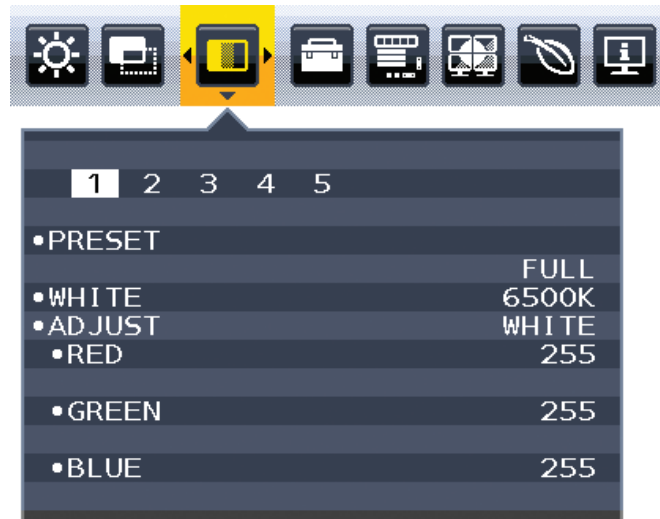 1 2 3 4 5
•PRESET
FULL
•WHITE 6500K
•ADJUST WHITE
•RED 255
•GREEN 255
•BLUE 255